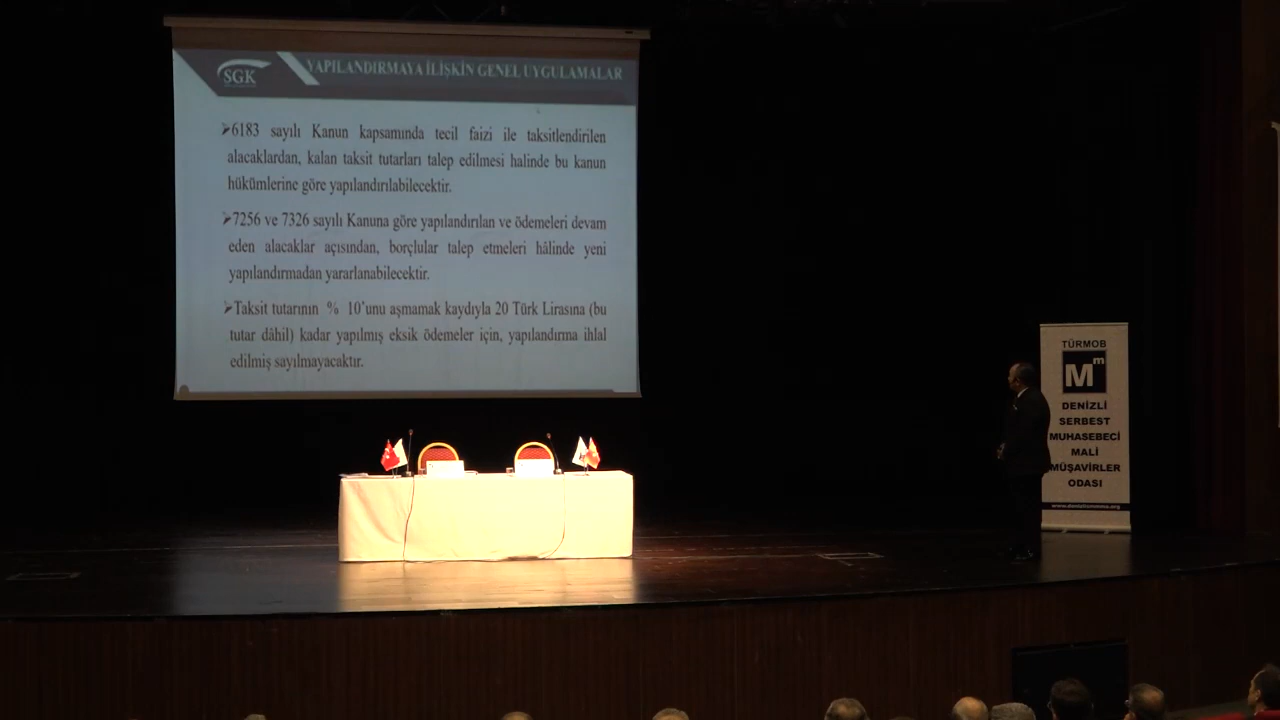 SGK
YAPILANDIRMAYA İLİŞKİN GENEL UYGULAMALAR
➢6183 sayılı Kanun kapsamında tecil faizi ile taksitlendirilen
alacaklardan, kalan taksit tutarları talep edilmesi halinde bu kanun
hükümlerine göre yapılandırılabilecektir.
➢7256 ve 7326 sayılı Kanuna göre yapılandırılan ve ödemeleri devam
eden alacaklar açısından, borçlular talep etmeleri hâlinde yeni
yapılandırmadan yararlanabilecektir.
➢Taksit tutarının % 10'unu aşmamak kaydıyla 20 Türk Lirasına (bu
tutar dâhil) kadar yapılmış eksik ödemeler için, yapılandırma ihlal
edilmiş sayılmayacaktır.
TÜRMOB
Mm
DENİZLİ
SERBEST
MUHASEBECİ
MALİ
MÜŞAVİRLER
ODASI